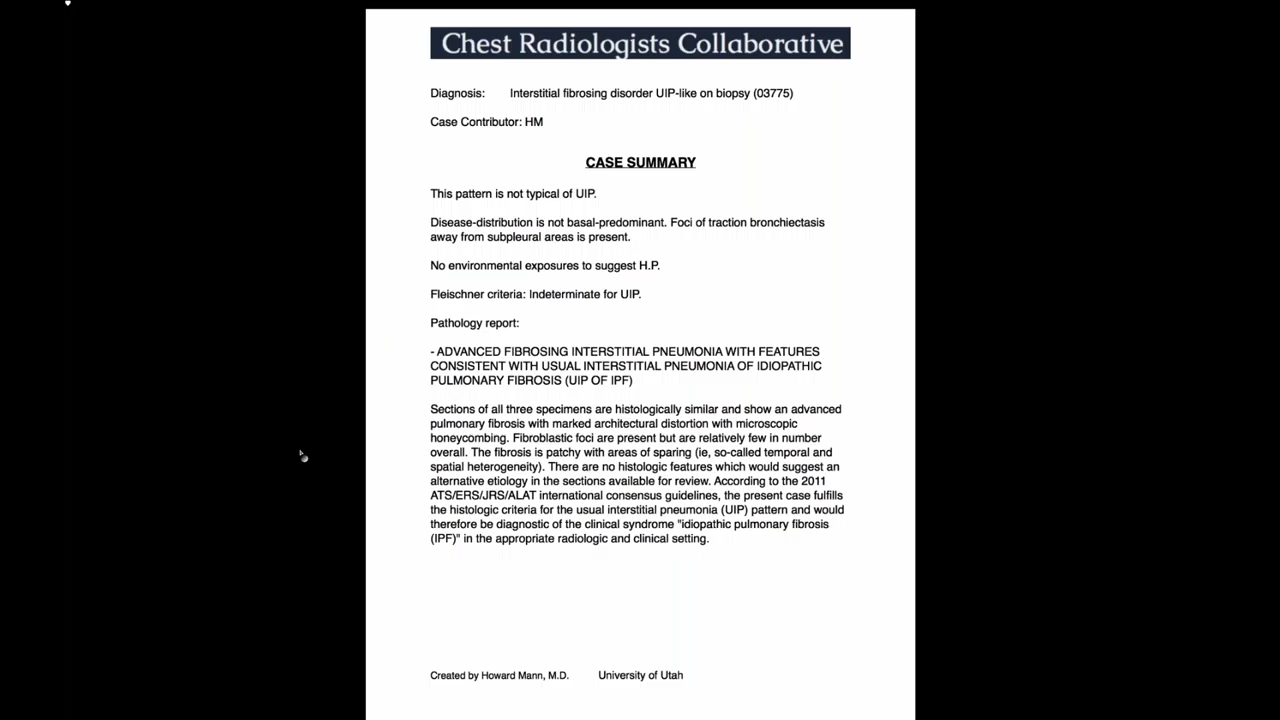 Chest Radiologists Collaborative
Diagnosis: Interstitial fibrosing disorder UIP-like on biopsy (03775)
Case Contributor: HM
CASE SUMMARY
This pattern is not typical of UIP.
Disease-distribution is not basal-predominant. Foci of traction bronchiectasis
away from subpleural areas is present.
No environmental exposures to suggest H.P.
Fleischner criteria: Indeterminate for UIP.
Pathology report:
- ADVANCED FIBROSING INTERSTITIAL PNEUMONIA WITH FEATURES
CONSISTENT WITH USUAL INTERSTITIAL PNEUMONIA OF IDIOPATHIC
PULMONARY FIBROSIS (UIP OF IPF)
Sections of all three specimens are histologically similar and show an advanced
pulmonary fibrosis with marked architectural distortion with microscopic
honeycombing. Fibroblastic foci are present but are relatively few in number
overall. The fibrosis is patchy with areas of sparing (ie, so-called temporal and
spatial heterogeneity). There are no histologic features which would suggest an
alternative etiology in the sections available for review. According to the 2011
ATS/ERS/JRS/ALAT international consensus guidelines, the present case fulfills
the histologic criteria for the usual interstitial pneumonia (UIP) pattern and would
therefore be diagnostic of the clinical syndrome "idiopathic pulmonary fibrosis
(IPF)" in the appropriate radiologic and clinical setting.
Created by Howard Mann, M.D. University of Utah